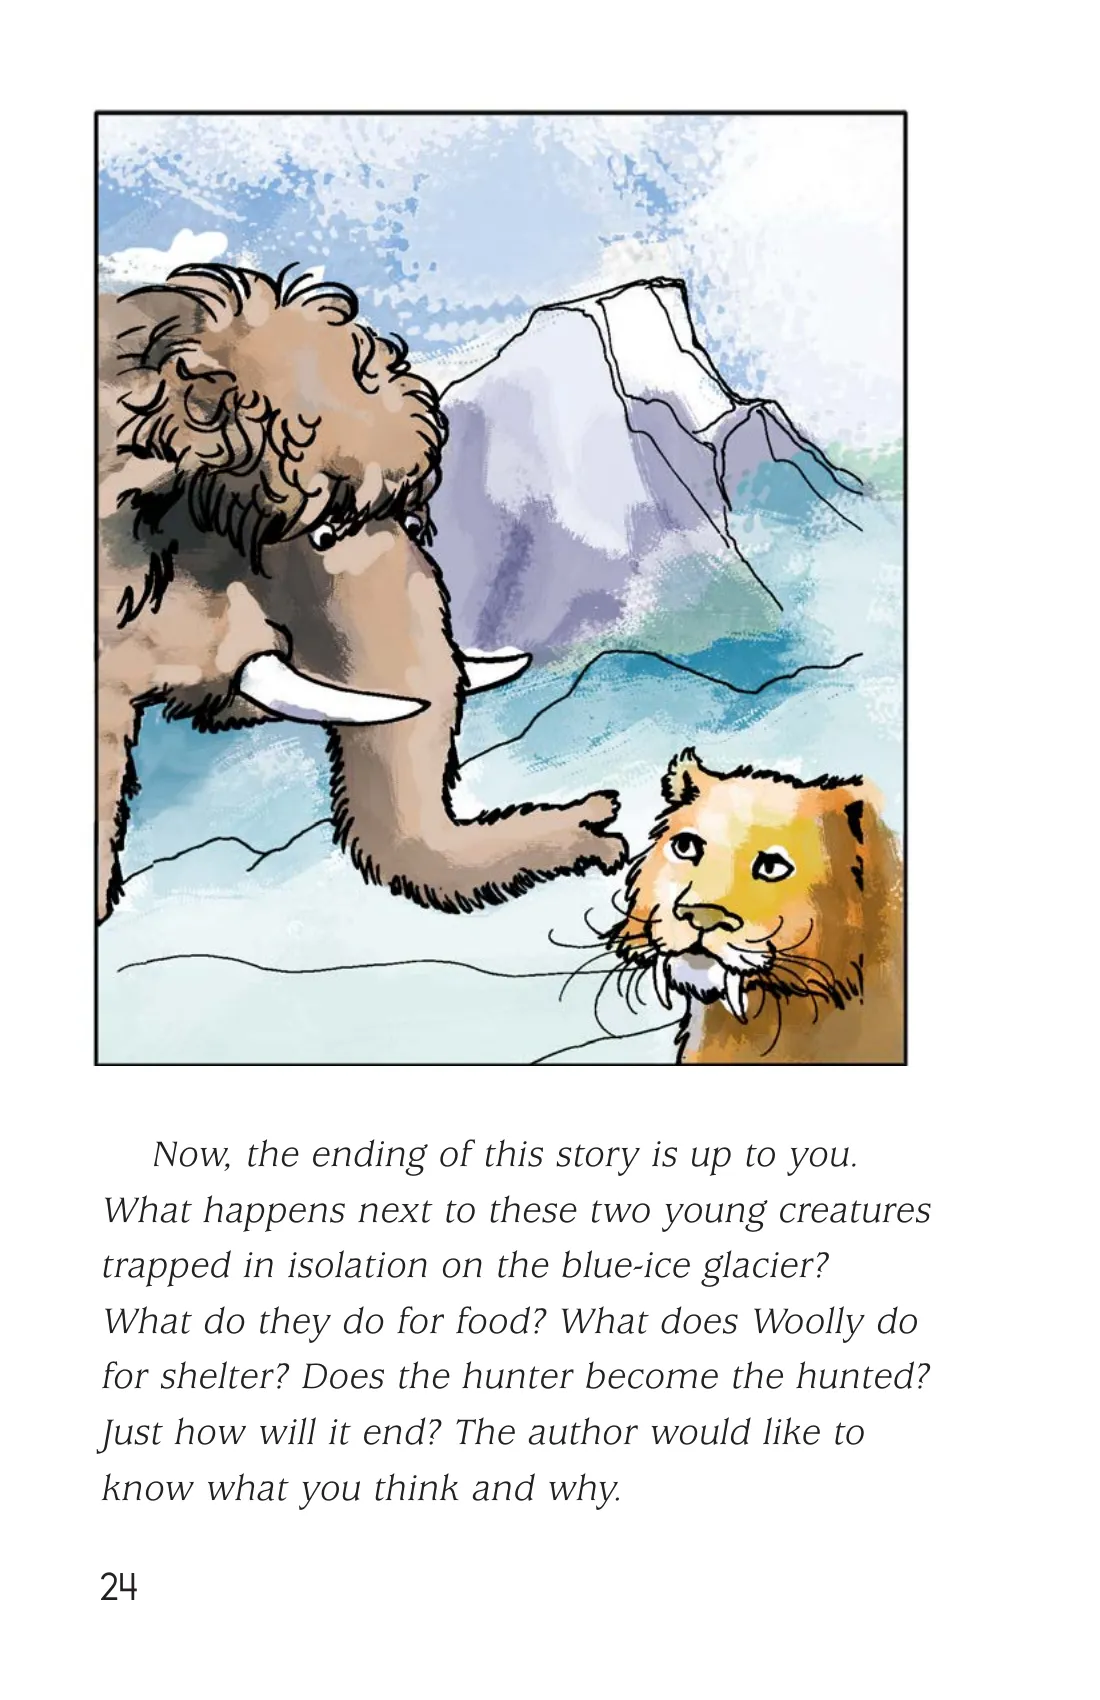 Now, the ending of this story is up to you.
What happens next to these two young creatures
trapped in isolation on the blue-ice glacier?
What do they do for food? What does Woolly do
for shelter? Does the hunter become the hunted?
Just how will it end? The author would like to
know what you think and why.
24